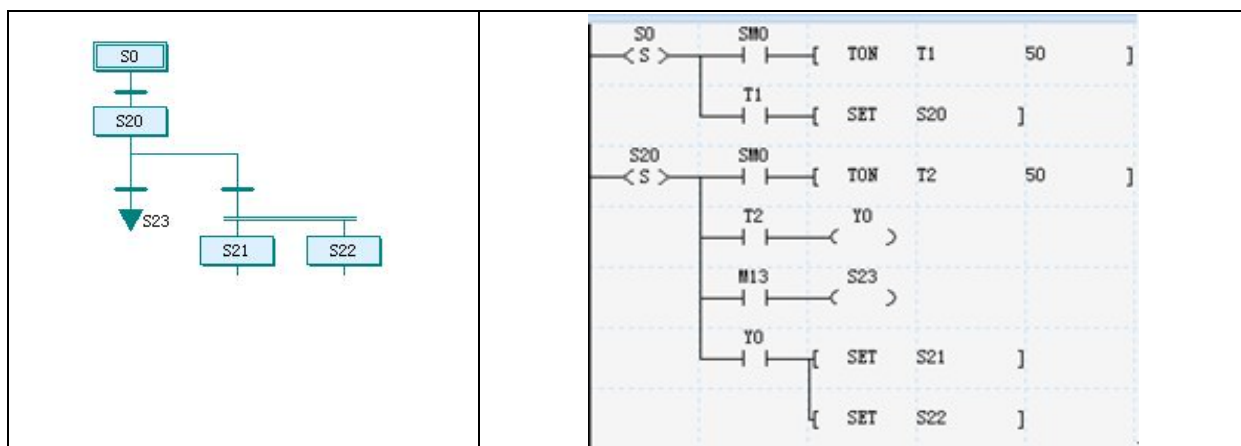 S0
S20
S23
S21 S22
S0 SM0
S TON T1 50
T1
SET S20
S20 SM0
S TON T2 50
T2 Y0
M13 S23
Y0
SET S21
SET S22